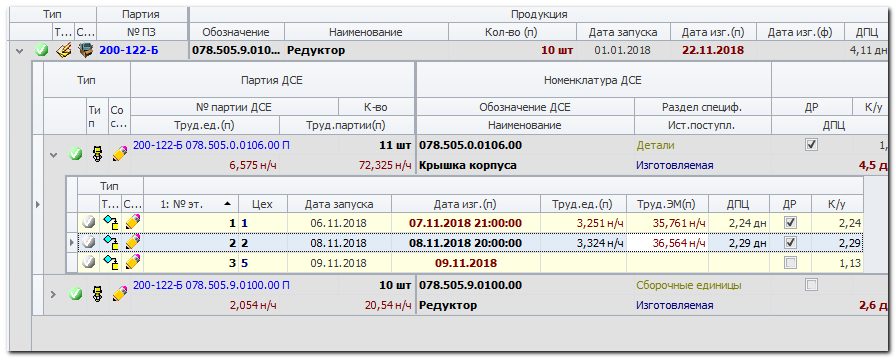 Тип Партия Продукция
Т... С... № ПЗ Обозначение Наименование Кол-во (п) Дата запуска Дата изг.(п) Дата изг.(ф) ДПЦ
200-122-Б 078.505.9.010... Редуктор 10 шт 01.01.2018 22.11.2018 4,11 дн
Тип Партия ДСЕ Номенклатура ДСЕ
Ти п Со с... № партии ДСЕ К-во Обозначение ДСЕ Раздел специф. ДР К/у
Труд.ед.(п) Труд.партии(п) Наименование Ист.поступл. ДПЦ
200-122-Б 078.505.0.0106.00 П 11 шт 078.505.0.0106.00 Детали 1,
6,575 н/ч 72,325 н/ч Крышка корпуса Изготовляемая 4,5 д
Тип
Т... С... 1: № эт. Цех Дата запуска Дата изг.(п) Труд.ед.(п) Труд.ЭМ(п) ДПЦ ДР К/у
1 1 06.11.2018 07.11.2018 21:00:00 3,251 н/ч 35,761 н/ч 2,24 дн 2,24
2 2 08.11.2018 08.11.2018 20:00:00 3,324 н/ч 36,564 н/ч 2,29 дн 2,29
3 5 09.11.2018 09.11.2018 1,13
200-122-Б 078.505.9.0100.00 П 10 шт 078.505.9.0100.00 Сборочные единицы
2,054 н/ч 20,54 н/ч Редуктор Изготовляемая 2,6 д